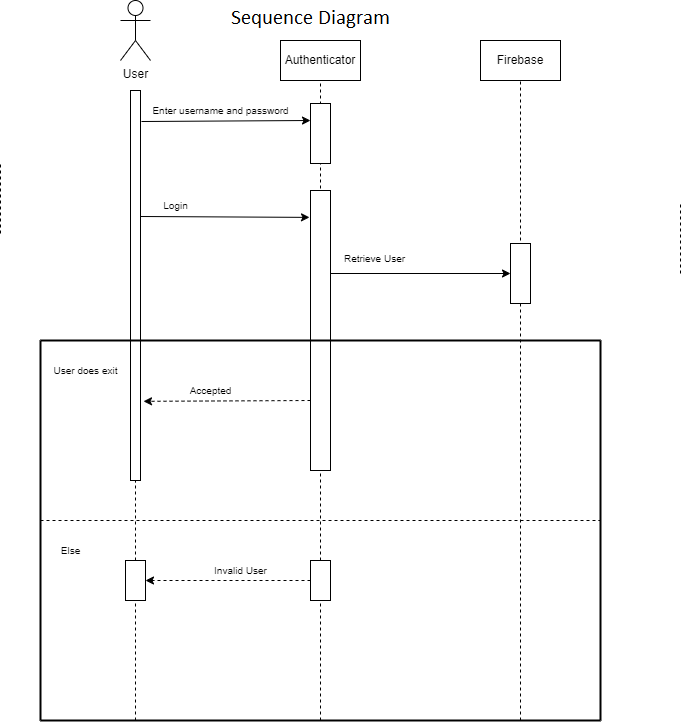 Sequence Diagram
User
Authenticator
Firebase
Enter username and password
Login
Retrieve User
User does exit
Accepted
Else
Invalid User